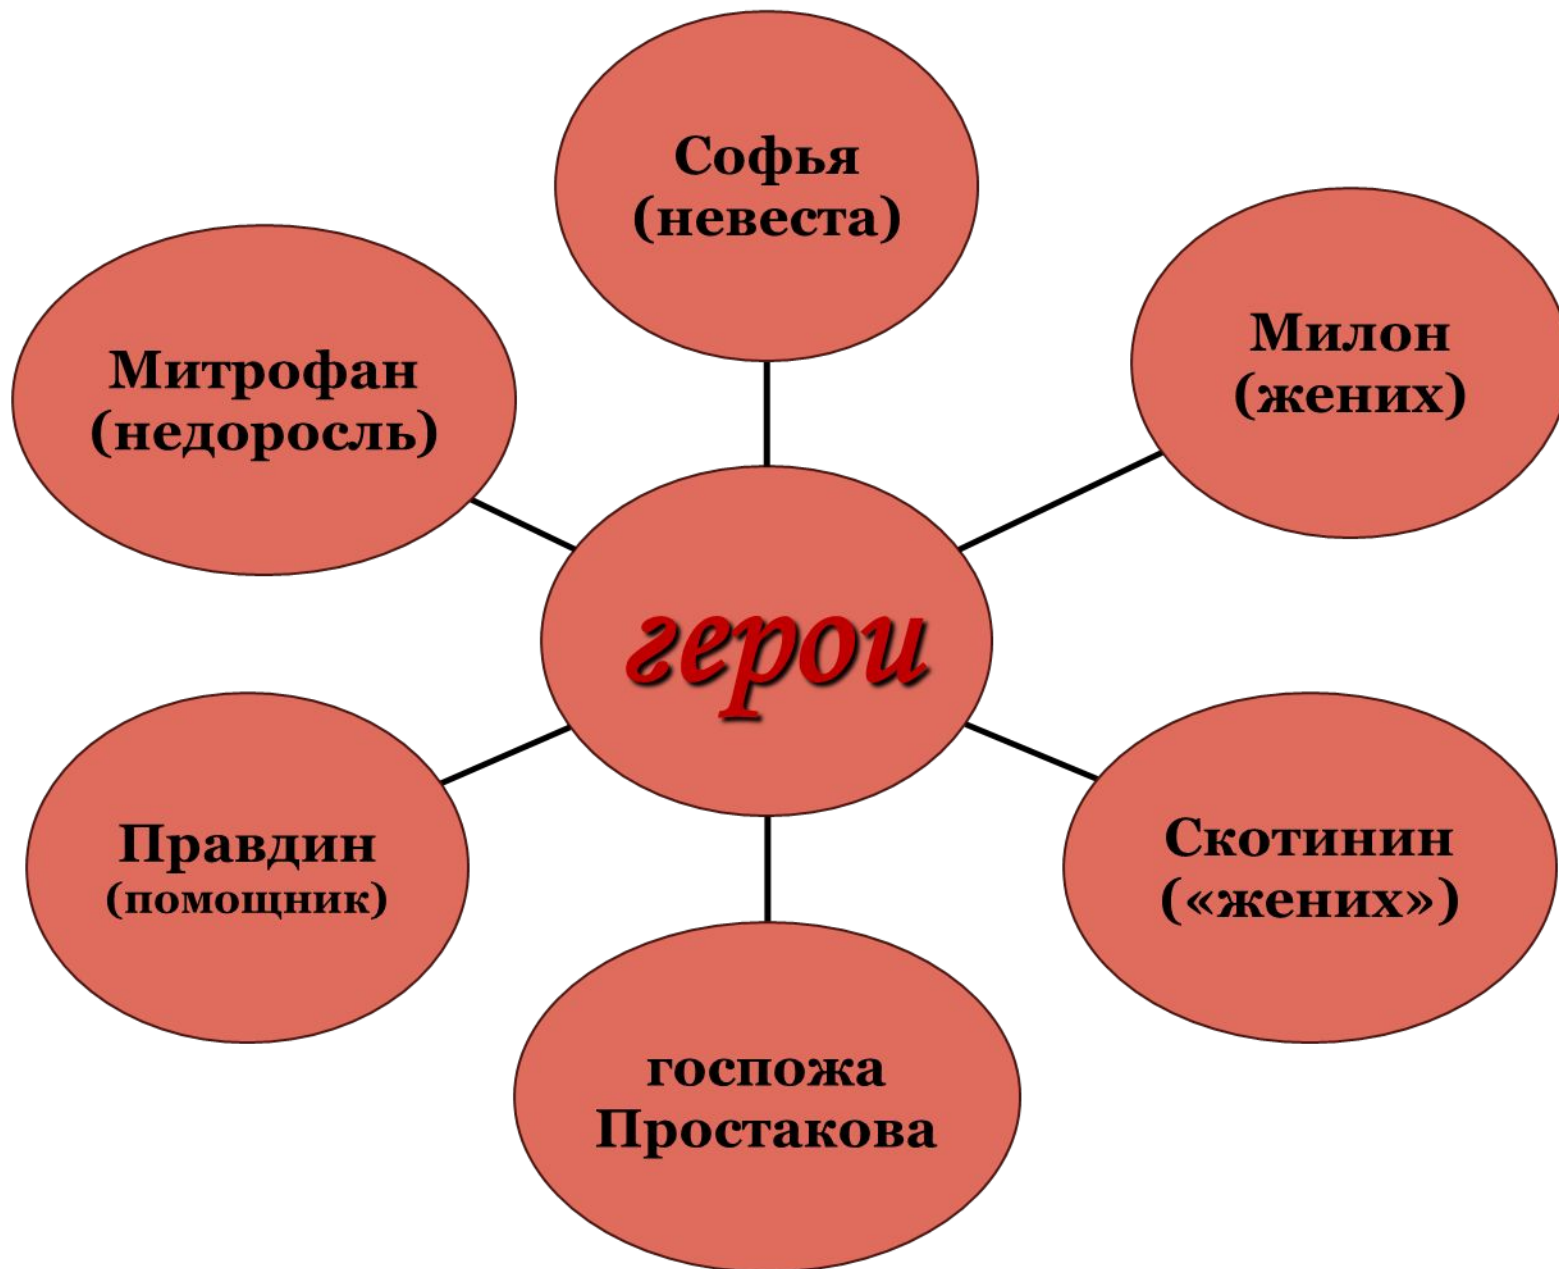 Софья
(невеста)
Милон
(жених)
Митрофан
(недоросль)
герои
Правдин
(помощник)
Скотинин
(«жених»)
госпожа
Простакова